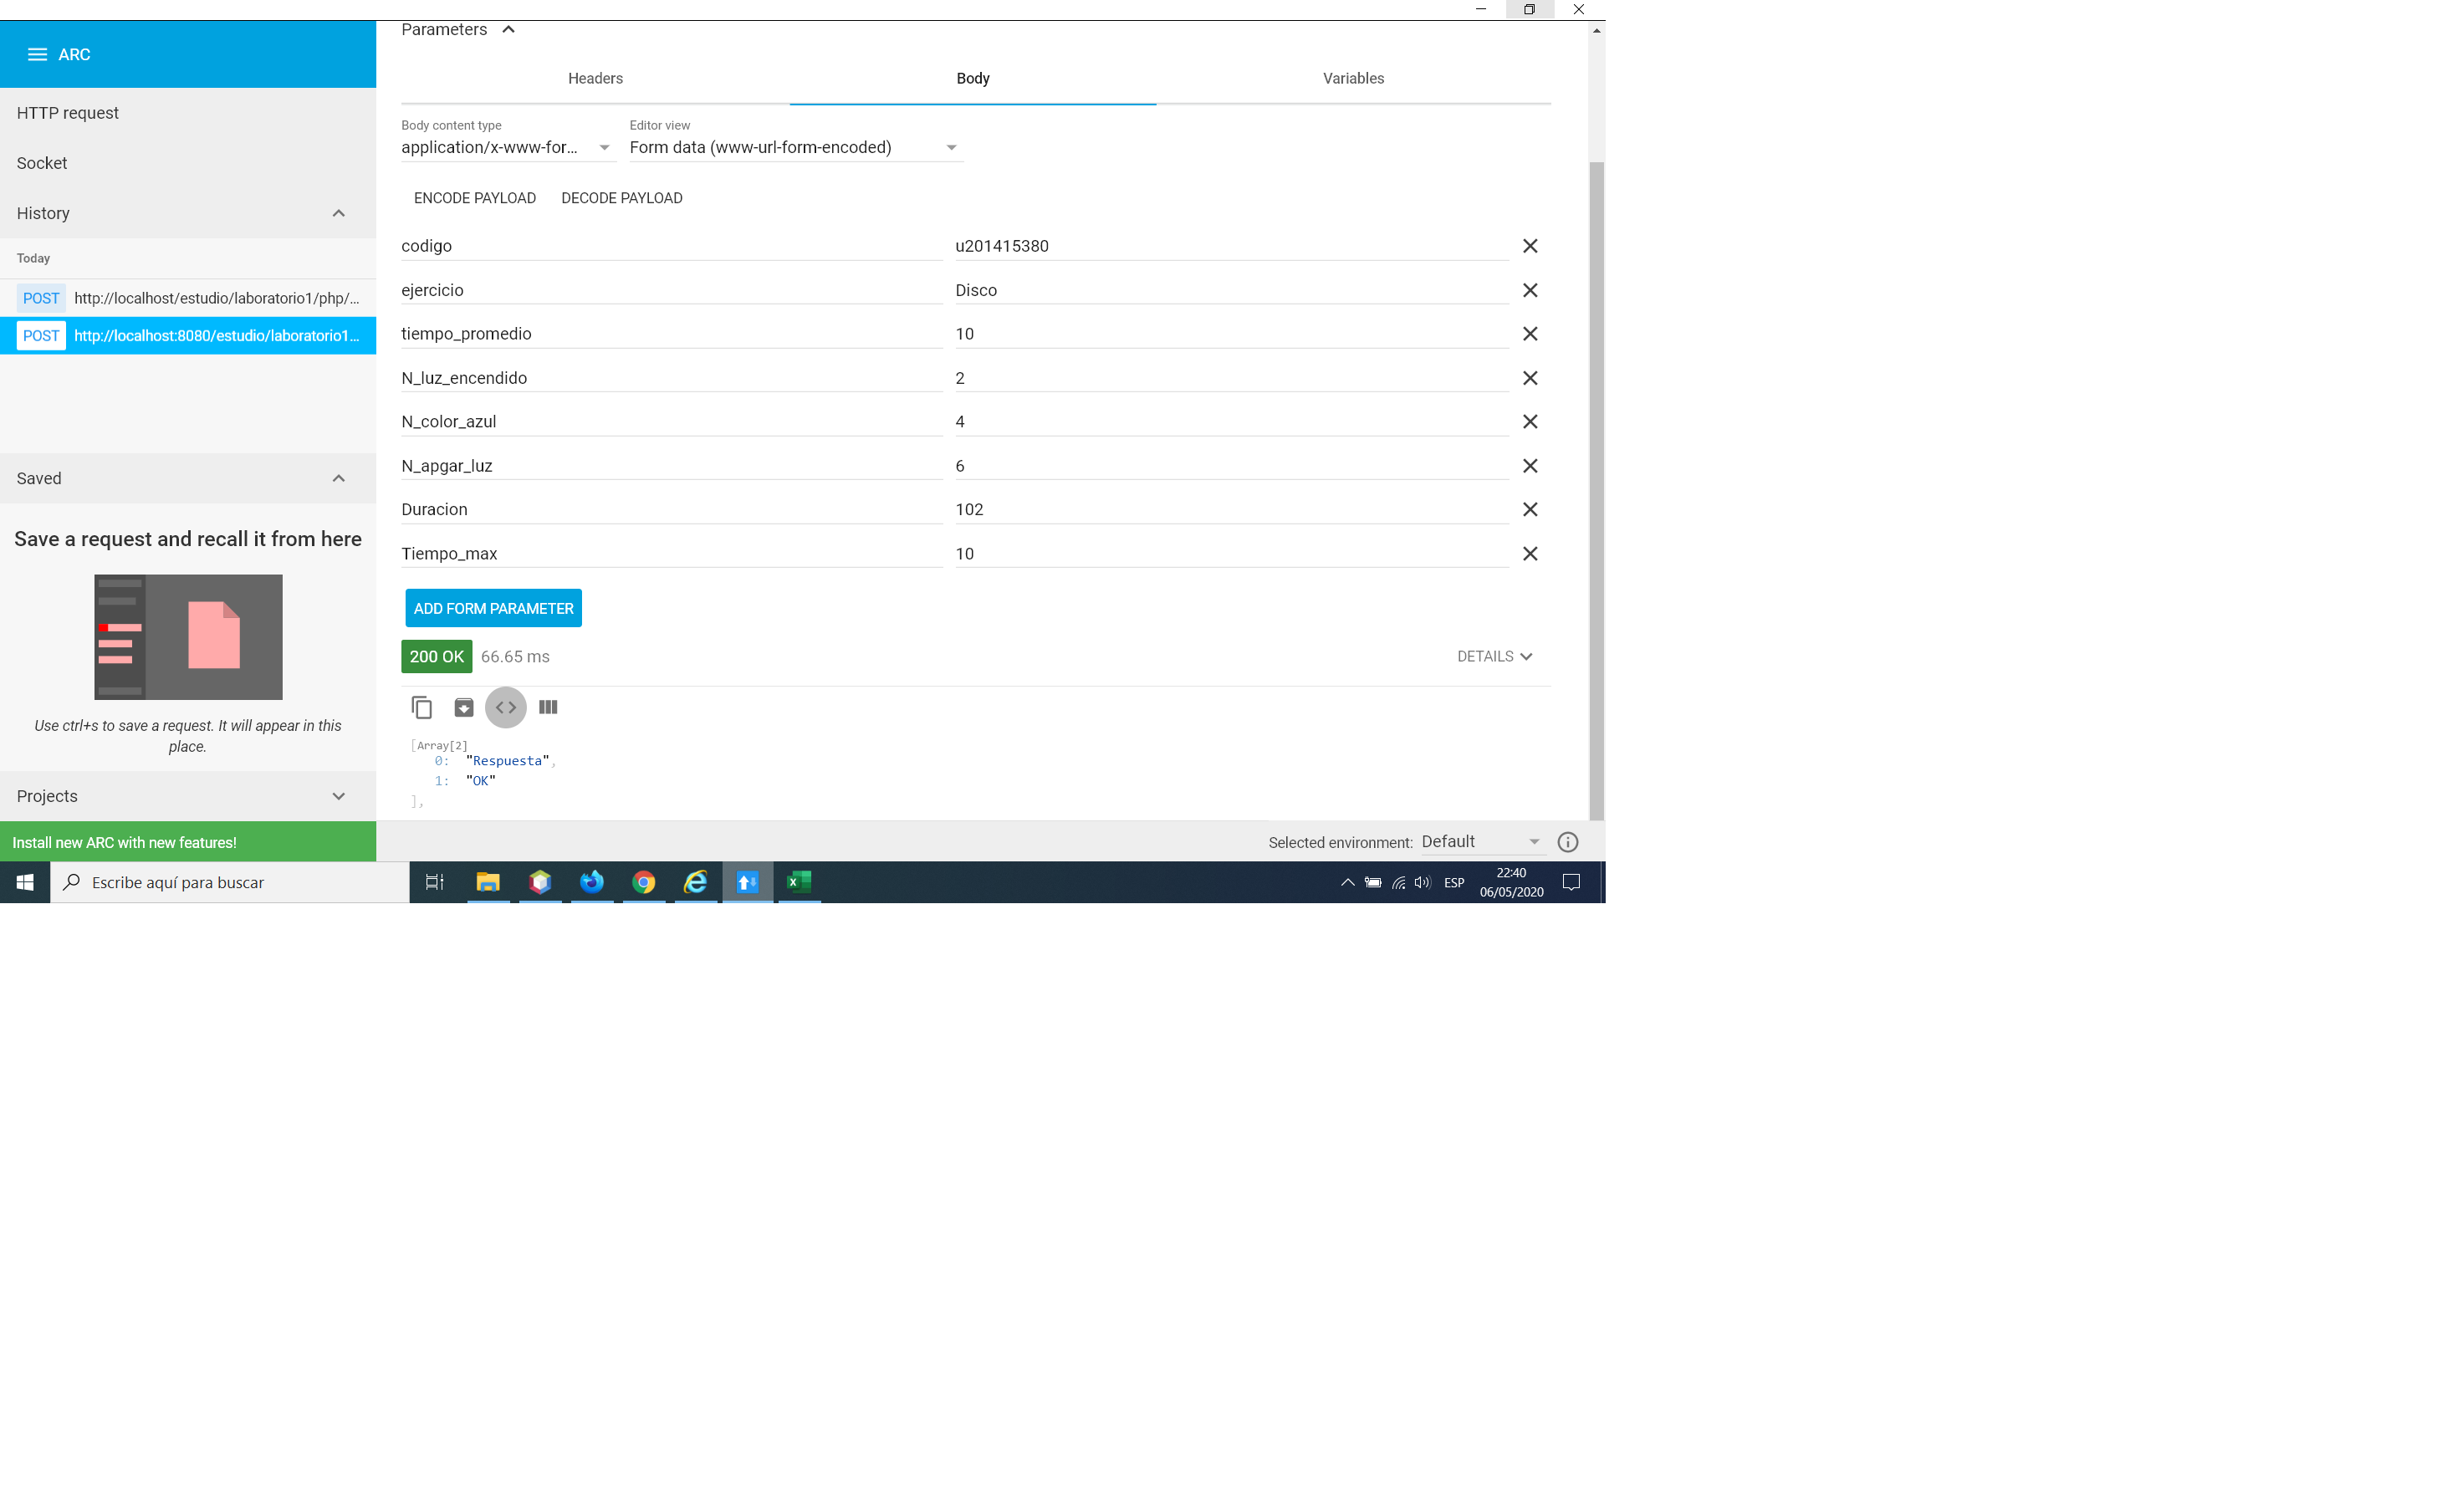 ARC
HTTP request
Socket
History
Today
POST http://localhost/estudio/laboratorio1/php/...
POST http://localhost:8080/estudio/laboratorio1...
Saved
Save a request and recall it from here
Use ctrl+s to save a request. It will appear in this
place.
Projects
Install new ARC with new features!
Parameters
Headers Body Variables
Body content type Editor view
application/x-www-for... Form data (www-url-form-encoded)
ENCODE PAYLOAD DECODE PAYLOAD
codigo u201415380
ejercicio Disco
tiempo_promedio 10
N_luz_encendido 2
N_color_azul 4
N_apgar_luz 6
Duracion 102
Tiempo_max 10
ADD FORM PARAMETER
200 OK 66.65 ms DETAILS
[Array[2]
0: "Respuesta",
1: "OK"
],
Selected environment: Default
Escribe aquí para buscar
ESP
22:40
06/05/2020